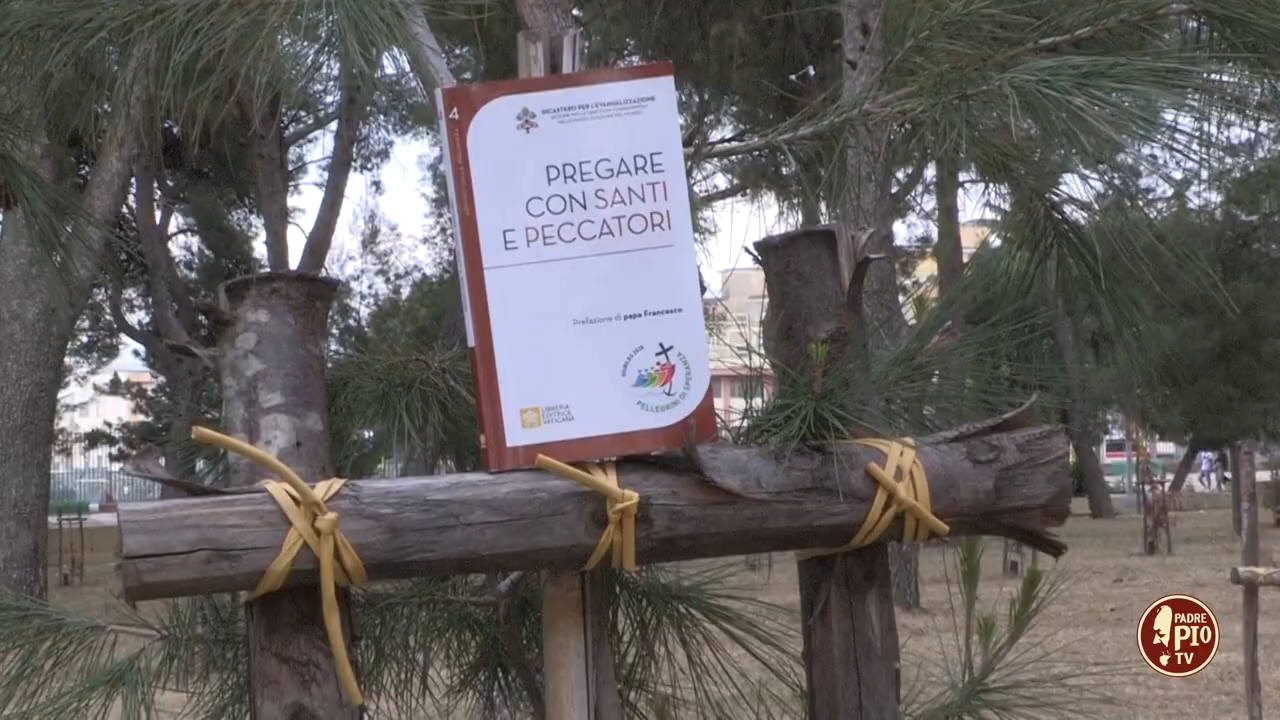 4
DICASTERO PER L'EVANGELIZZAZIONE
PREGARE
CON SANTI
E PECCATORI
Prefazione di papa Francesco
PELLEGRINI DI SPERANZA
LIBRERIA
EDITRICE
VATICANA
PADRE
PIO
TV